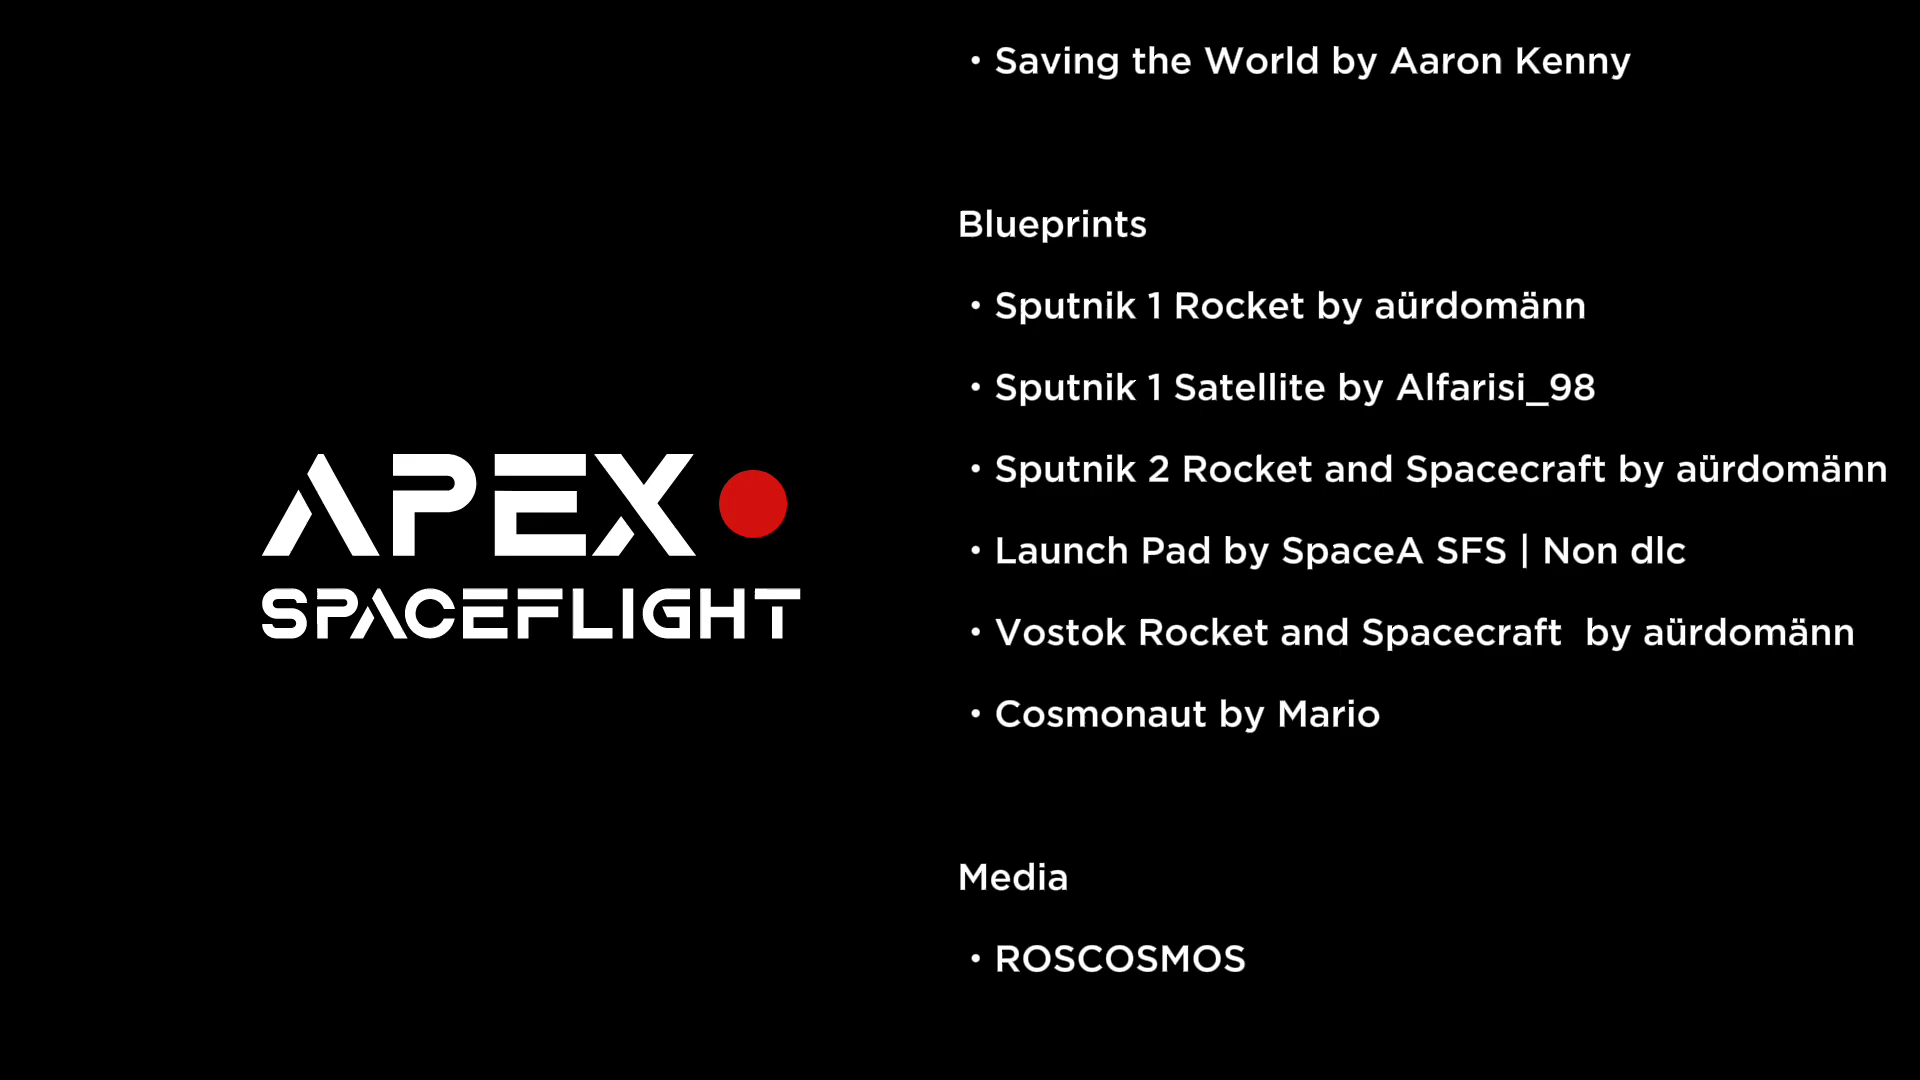 APEX
SPACEFLIGHT
• Saving the World by Aaron Kenny
Blueprints
• Sputnik 1 Rocket by aürdomänn
• Sputnik 1 Satellite by Alfarisi_98
• Sputnik 2 Rocket and Spacecraft by aürdomänn
• Launch Pad by SpaceA SFS | Non dlc
• Vostok Rocket and Spacecraft  by aürdomänn
• Cosmonaut by Mario
Media
• ROSCOSMOS